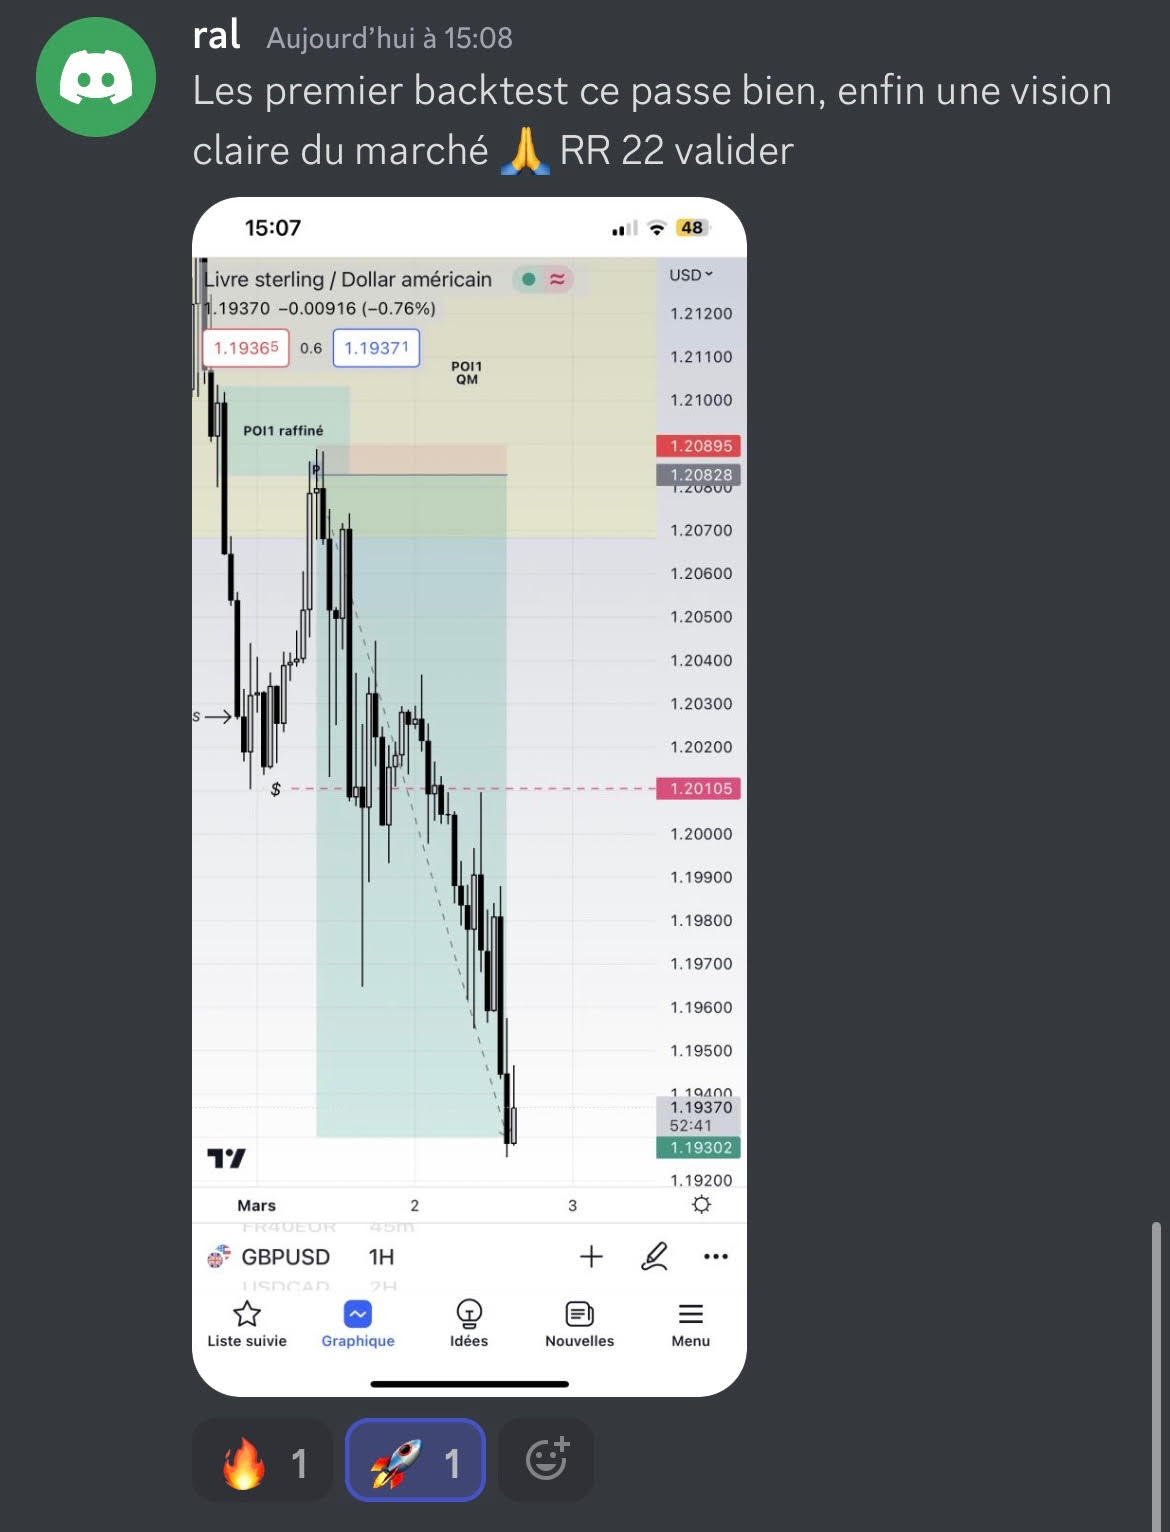 ral Aujourd’hui à 15:08
Les premier backtest ce passe bien, enfin une vision
claire du marché 🙏 RR 22 valider
15:07
48
Livre sterling / Dollar américain
USD
1.19370 −0.00916 (−0.76%)
1.21200
1.19365
0.6
1.19371
1.21100
POI1
QM
1.21000
POI1 raffiné
1.20895
P
1.20828
1.20800
1.20700
1.20600
1.20500
1.20400
1.20300
s
1.20200
$
1.20105
1.20000
1.19900
1.19800
1.19700
1.19600
1.19500
1.19400
1.19370
52:41
1.19302
1.19200
Mars 2 3
FR40EUR 45m
GBPUSD 1H
USDCAD 2H
Liste suivie Graphique Idées Nouvelles Menu
🔥 1 🚀 1